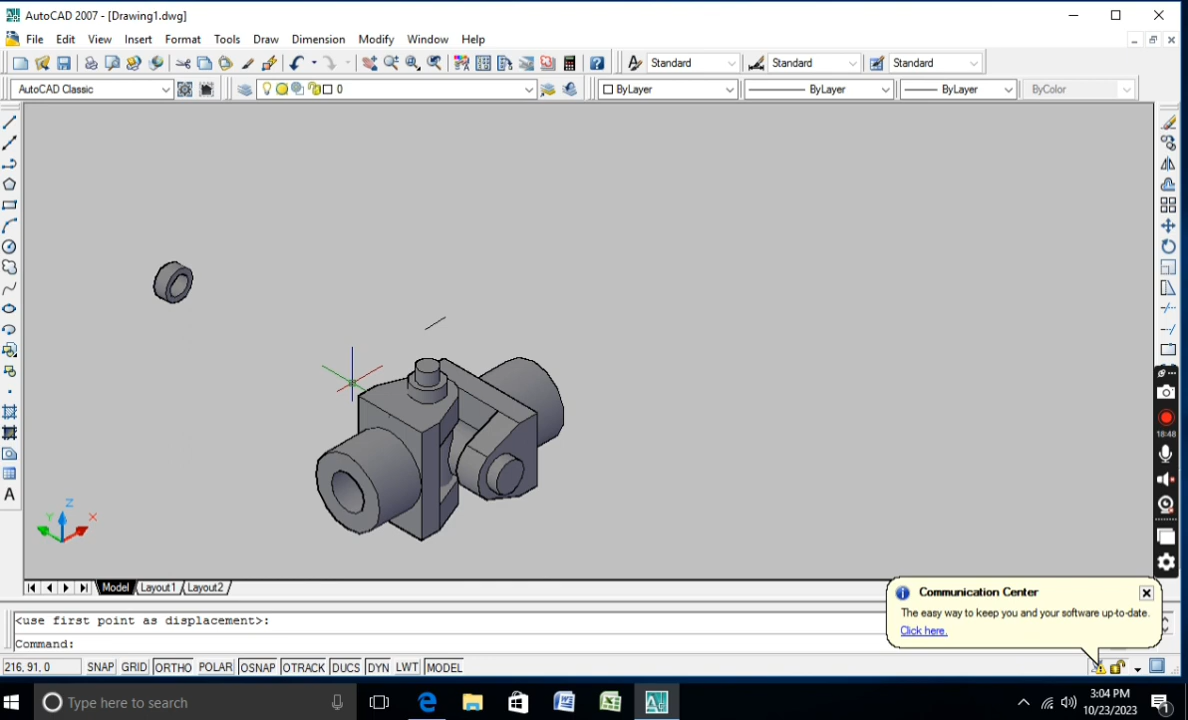 AutoCAD 2007 - [Drawing1.dwg]
File Edit View Insert Format Tools Draw Dimension Modify Window Help
Standard Standard Standard
AutoCAD Classic 0 ByLayer ByLayer ByLayer ByColor
A
18:48
Z
Y X
Model Layout1 Layout2
Communication Center
The easy way to keep you and your software up-to-date.
Click here.
<use first point as displacement>:
Command:
216, 91, 0 SNAP GRID ORTHO POLAR OSNAP OTRACK DUCS DYN LWT MODEL
Type here to search
3:04 PM
10/23/2023
1